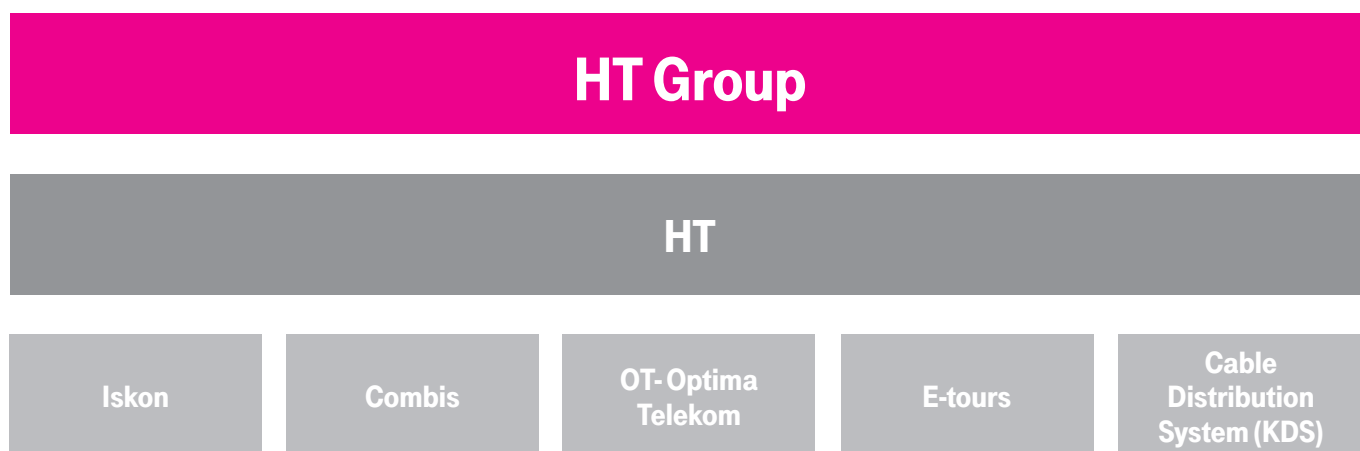 HT Group
HT
Iskon
Combis
OT- Optima
Telekom
E-tours
Cable
Distribution
System (KDS)